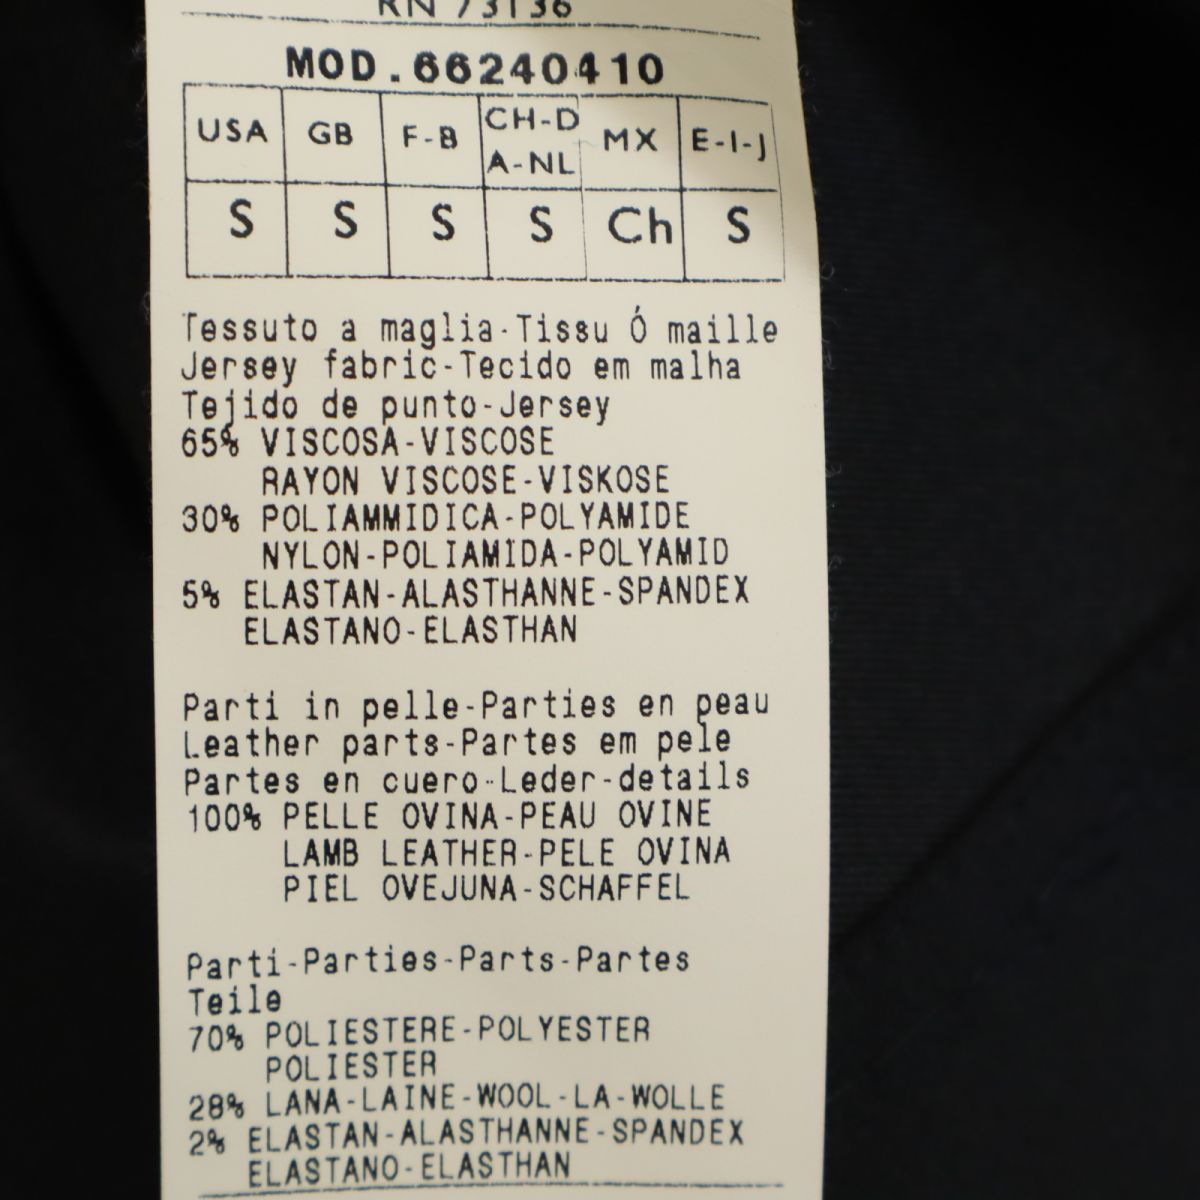 RN 73136
MOD.66240410
USA GB F-B CH-D A-NL MX E-I-J
S S S S Ch S
Tessuto a maglia-Tissu Ó maille
Jersey fabric-Tecido em malha
Tejido de punto-Jersey
65% VISCOSA-VISCOSE
RAYON VISCOSE-VISKOSE
30% POLIAMMIDICA-POLYAMIDE
NYLON-POLIAMIDA-POLYAMID
5% ELASTAN-ALASTHANNE-SPANDEX
ELASTANO-ELASTHAN
Parti in pelle-Parties en peau
Leather parts-Partes em pele
Partes en cuero-Leder-details
100% PELLE OVINA-PEAU OVINE
LAMB LEATHER-PELE OVINA
PIEL OVEJUNA-SCHAFFEL
Parti-Parties-Parts-Partes
Teile
70% POLIESTERE-POLYESTER
POLIESTER
28% LANA-LAINE-WOOL-LA-WOLLE
2% ELASTAN-ALASTHANNE-SPANDEX
ELASTANO-ELASTHAN